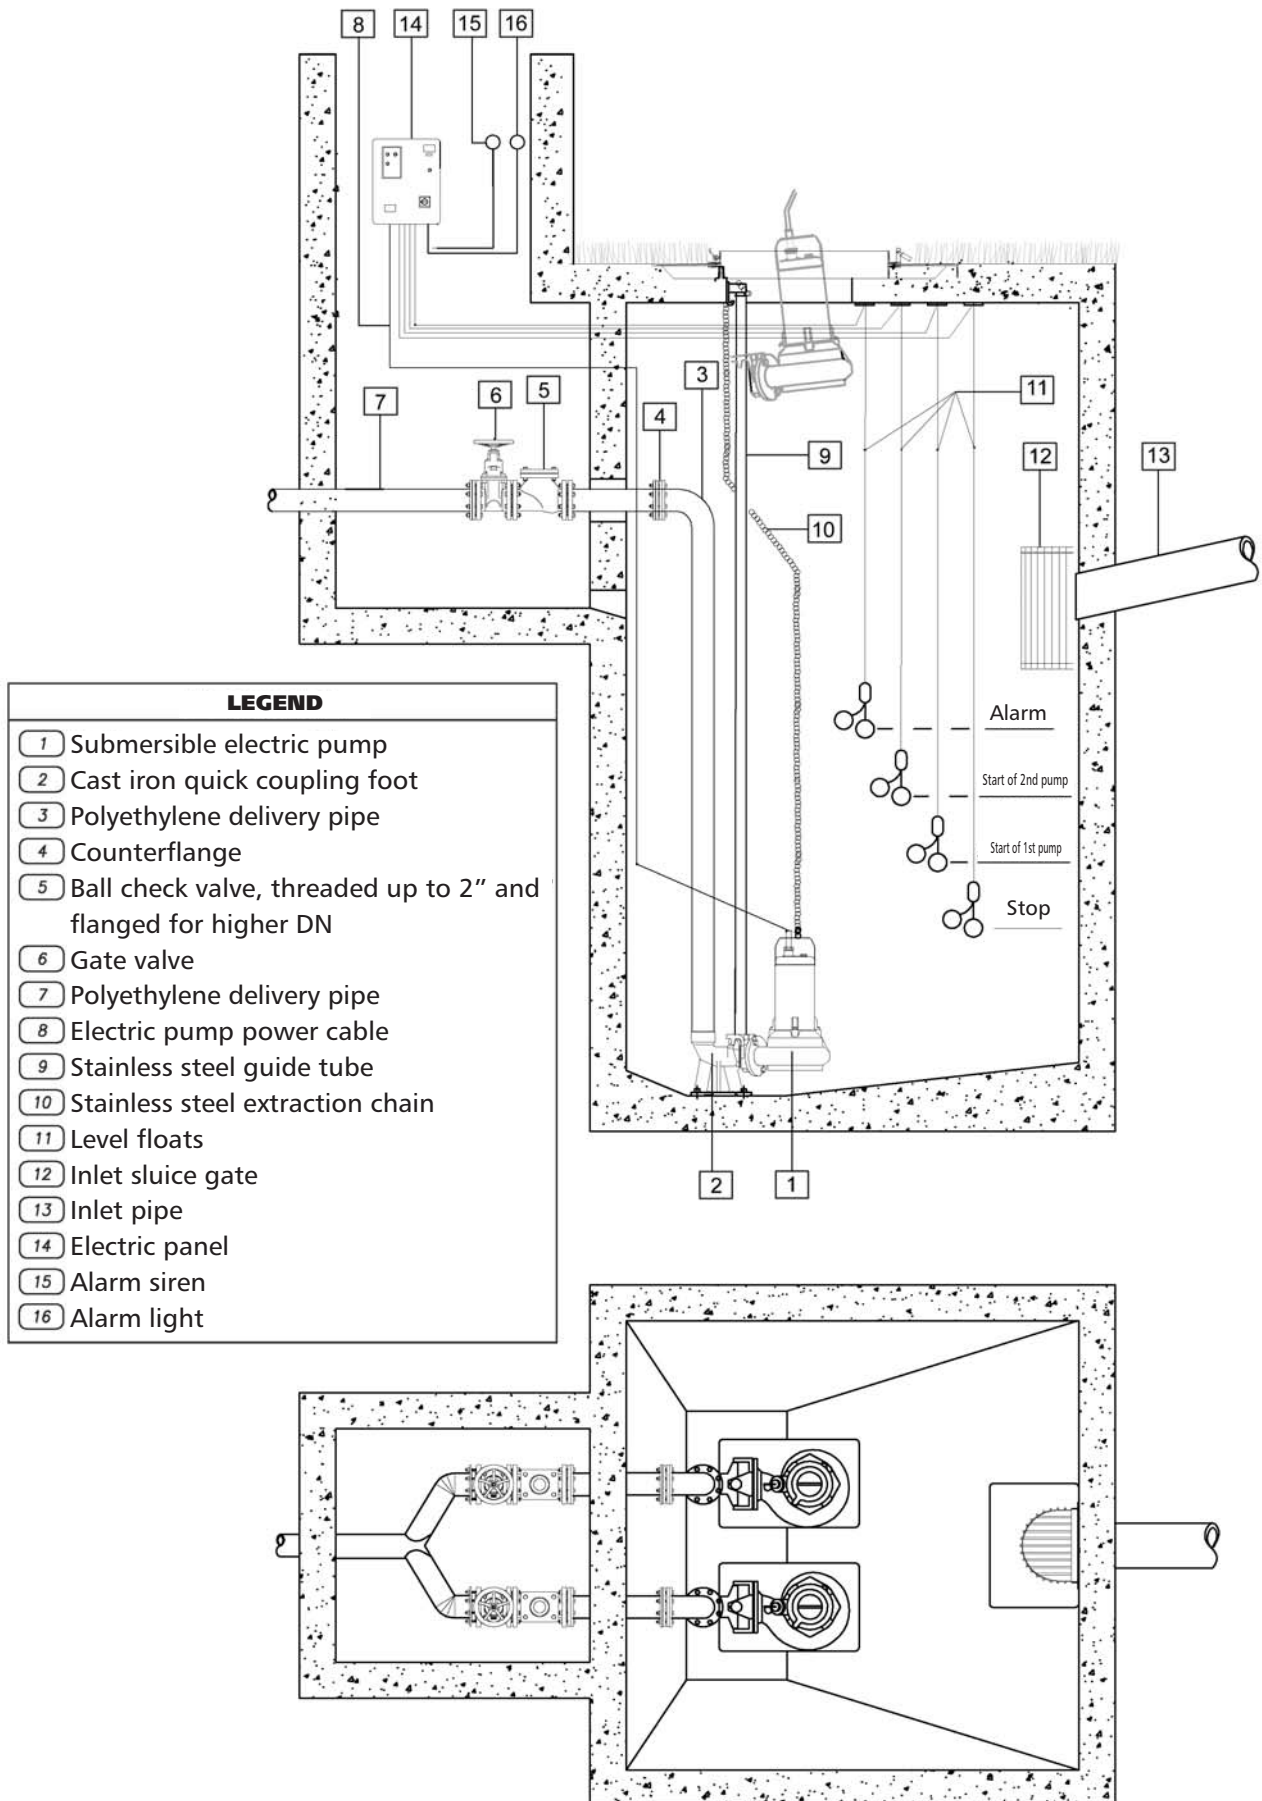 8 14 15 16
3
11
7 6 5 4
9 12 13
10
Alarm
Start of 2nd pump
Start of 1st pump
Stop
2 1
LEGEND
1 Submersible electric pump
2 Cast iron quick coupling foot
3 Polyethylene delivery pipe
4 Counterflange
5 Ball check valve, threaded up to 2” and
flanged for higher DN
6 Gate valve
7 Polyethylene delivery pipe
8 Electric pump power cable
9 Stainless steel guide tube
10 Stainless steel extraction chain
11 Level floats
12 Inlet sluice gate
13 Inlet pipe
14 Electric panel
15 Alarm siren
16 Alarm light